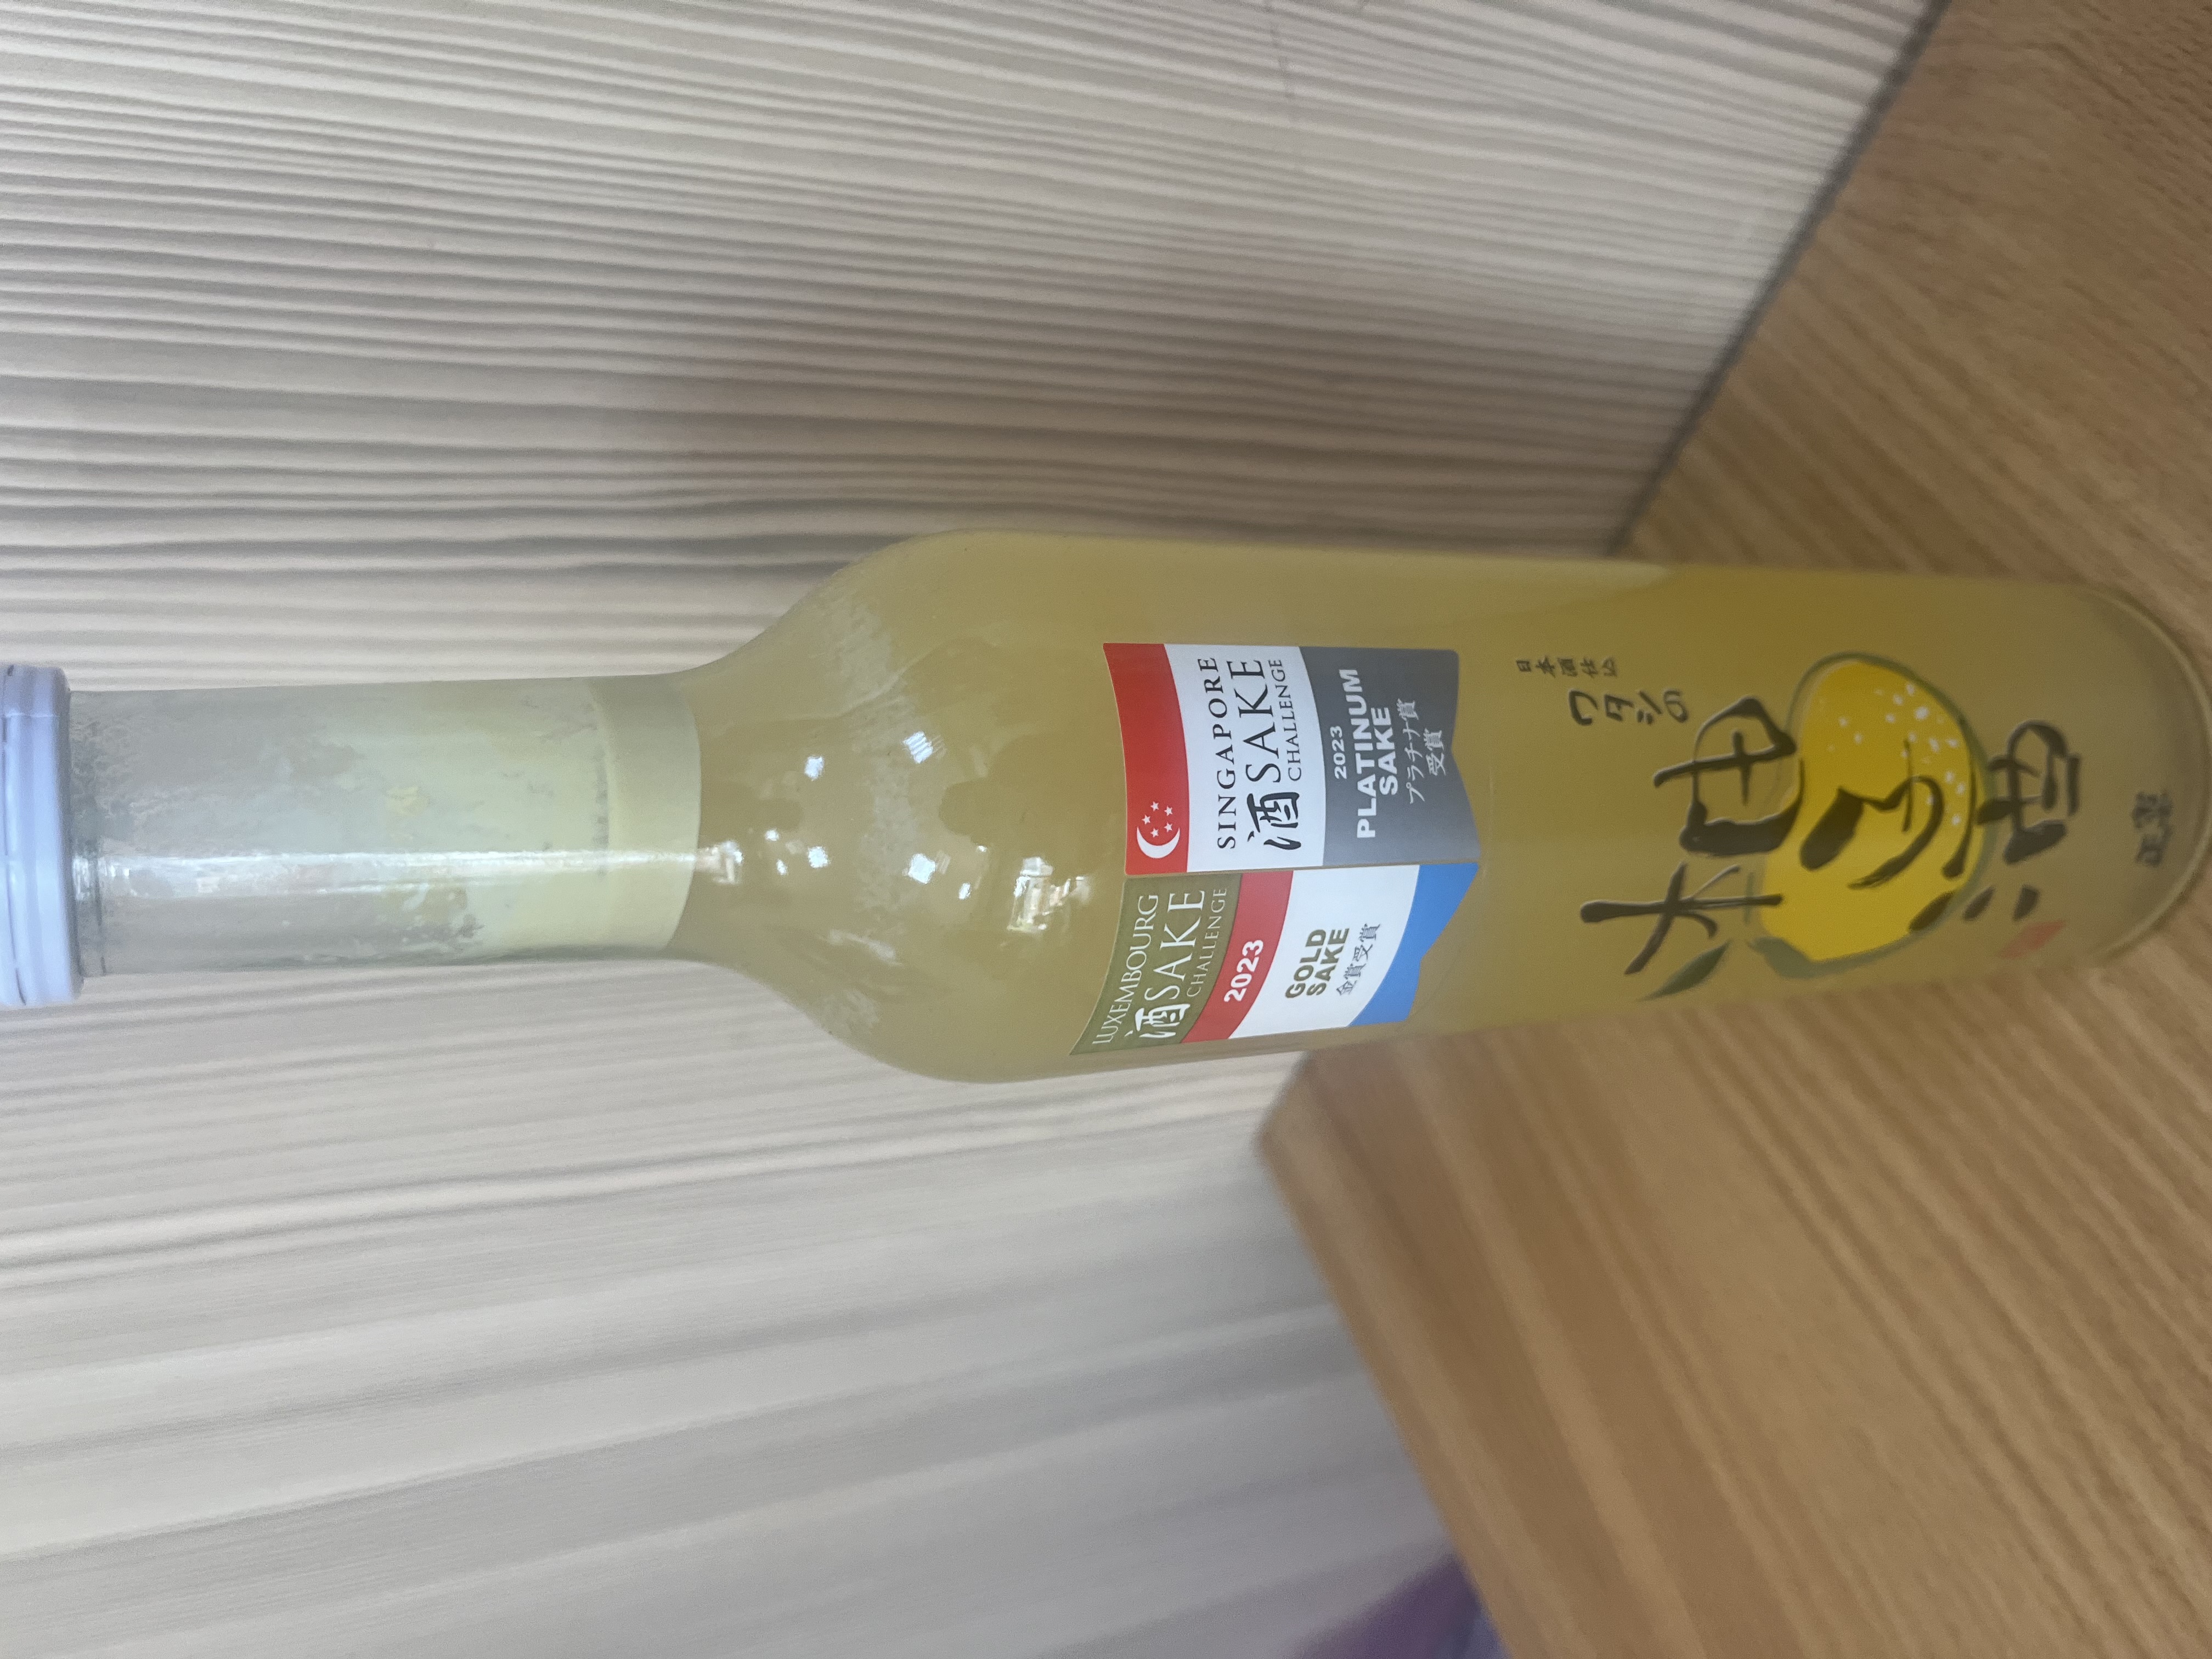 SINGAPORE
酒SAKE
CHALLENGE
2023
PLATINUM
SAKE
プラチナ賞
受賞
LUXEMBOURG
酒SAKE
CHALLENGE
2023
GOLD
SAKE
金賞受賞
日本酒仕込
ワタシの
柚子酒